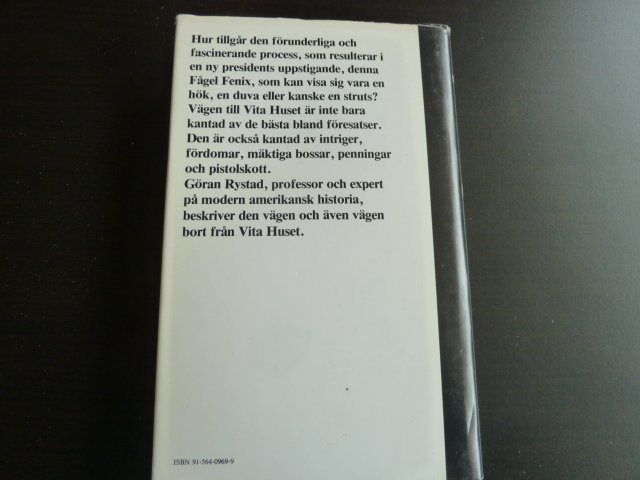 Hur tillgår den förunderliga och
fascinerande process, som resulterar i
en ny presidents uppstigande, denna
Fågel Fenix, som kan visa sig vara en
hök, en duva eller kanske en struts?
Vägen till Vita Huset är inte bara
kantad av de bästa bland föresatser.
Den är också kantad av intriger,
fördomar, mäktiga bossar, penningar
och pistolskott.
Göran Rystad, professor och expert
på modern amerikansk historia,
beskriver den vägen och även vägen
bort från Vita Huset.
ISBN 91-564-0969-9